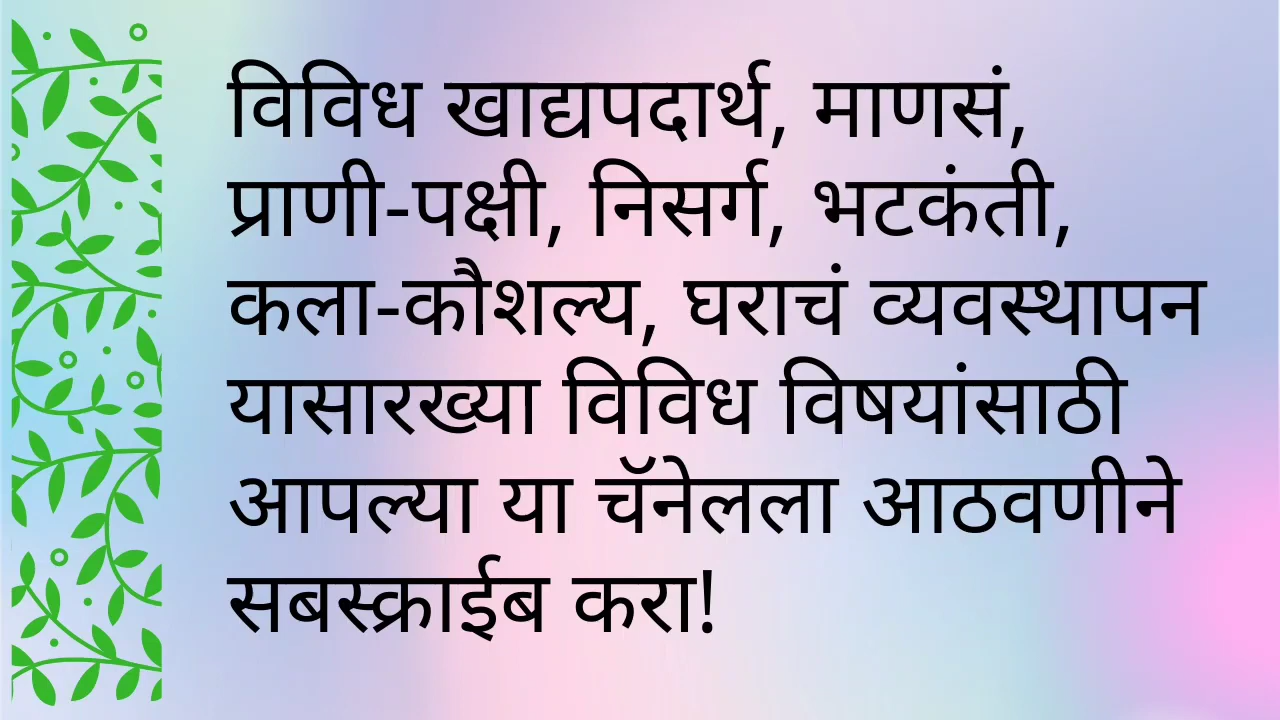 विविध खाद्यपदार्थ, माणसं,
प्राणी-पक्षी, निसर्ग, भटकंती,
कला-कौशल्य, घराचं व्यवस्थापन
यासारख्या विविध विषयांसाठी
आपल्या या चॅनेलला आठवणीने
सबस्क्राईब करा!